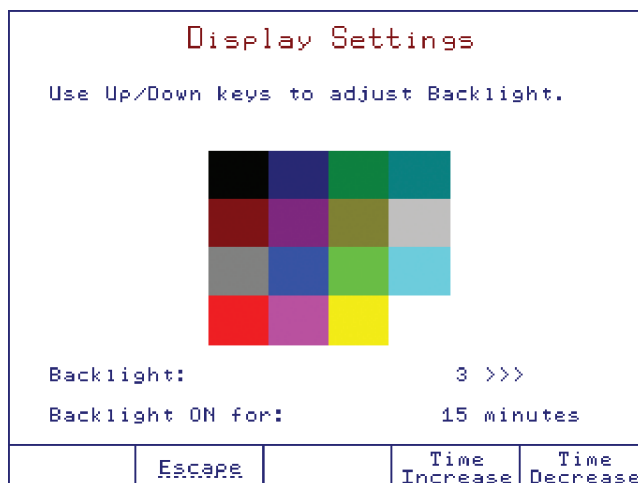 Display Settings
Use Up/Down keys to adjust Backlight.
Backlight: 3 >>>
Backlight ON for: 15 minutes
Escape
Time Increase
Time Decrease